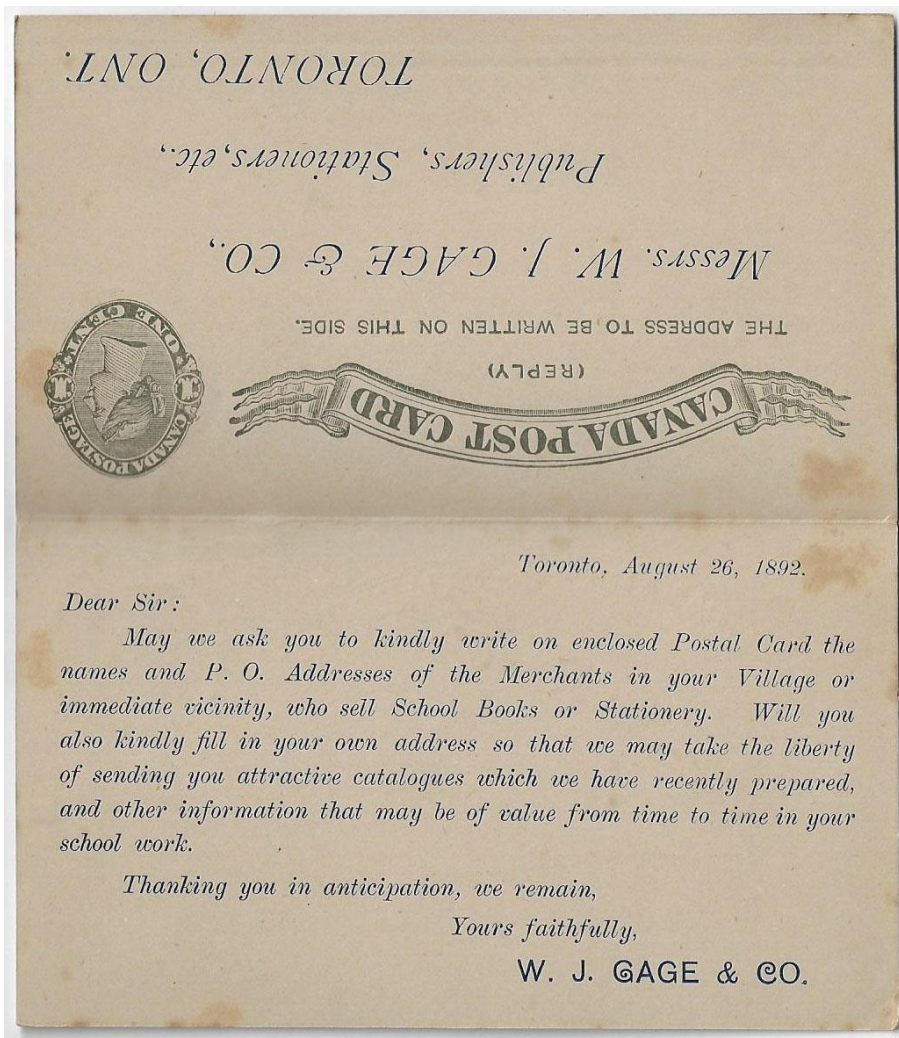 CANADA POST CARD
(REPLY)
THE ADDRESS TO BE WRITTEN ON THIS SIDE.
CANADA POSTAGE
1 1
ONE CENT
Messrs. W. J. GAGE & CO.,
Publishers, Stationers, etc.,
TORONTO, ONT.
Toronto, August 26, 1892.
Dear Sir:
May we ask you to kindly write on enclosed Postal Card the
names and P. O. Addresses of the Merchants in your Village or
immediate vicinity, who sell School Books or Stationery. Will you
also kindly fill in your own address so that we may take the liberty
of sending you attractive catalogues which we have recently prepared,
and other information that may be of value from time to time in your
school work.
Thanking you in anticipation, we remain,
Yours faithfully,
W. J. GAGE & CO.